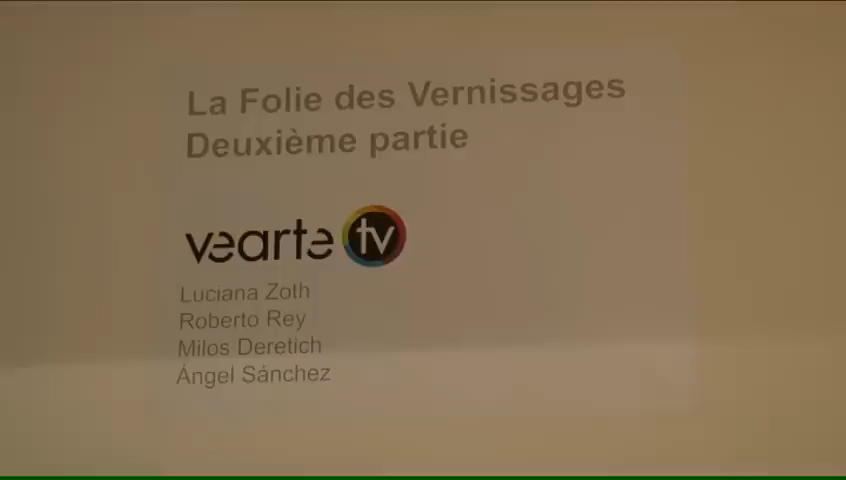 La Folie des Vernissages
Deuxième partie
vearte tv
Luciana Zoth
Roberto Rey
Milos Deretich
Ángel Sánchez